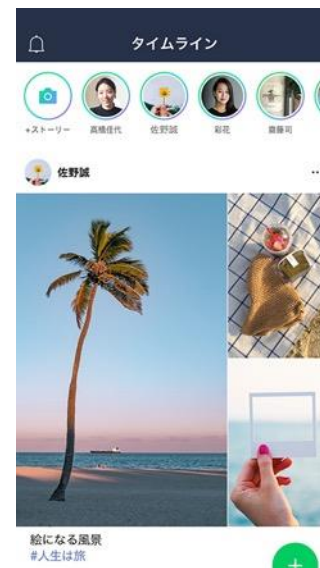 タイムライン
+ストーリー
高橋佳代
佐野誠
彩花
齋藤司
佐野誠
絵になる風景
#人生は旅